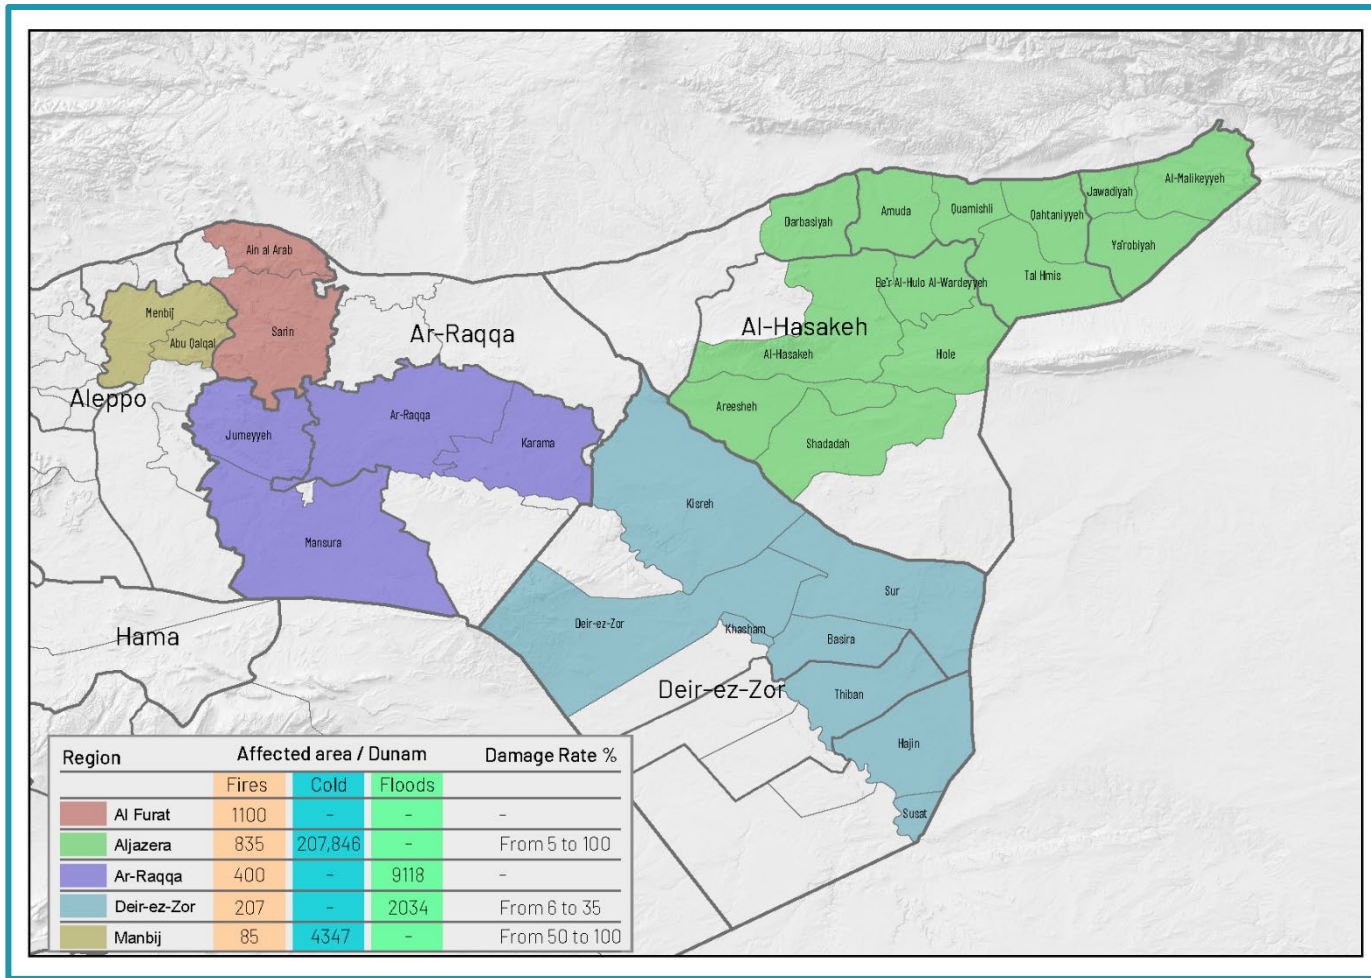 Al-Malikeyyeh
Jawadiyah
Quamishli
Qahtaniyyeh
Amuda
Darbasiyah
Ya'robiyah
Ain al Arab
Tal Hmis
Be'r Al-Hulo Al-Wardeyyeh
Menbij
Al-Hasakeh
Sarin
Ar-Raqqa
Abu Qalqal
Al-Hasakeh
Hole
Aleppo
Areesheh
Ar-Raqqa
Jumeyyeh
Karama
Shadadah
Kisreh
Mansura
Sur
Deir-ez-Zor
Khasham
Hama
Basira
Deir-ez-Zor
Thiban
Hajin
Susat
Region Affected area / Dunam Damage Rate %
Fires Cold Floods
Al Furat 1100 - - -
Aljazera 835 207,846 - From 5 to 100
Ar-Raqqa 400 - 9118 -
Deir-ez-Zor 207 - 2034 From 6 to 35
Manbij 85 4347 - From 50 to 100